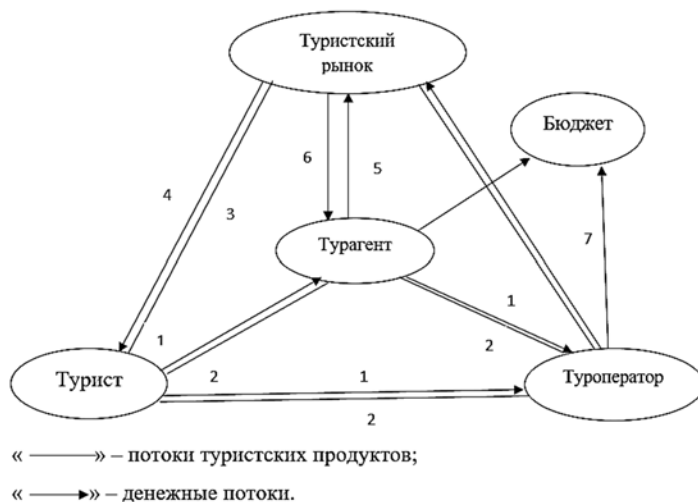 Туристский
рынок
Бюджет
6
5
4
3
7
Турагент
1
1
2
2
1
2
Турист
Туроператор
« ———» – потоки туристских продуктов;
« ——▶» – денежные потоки.